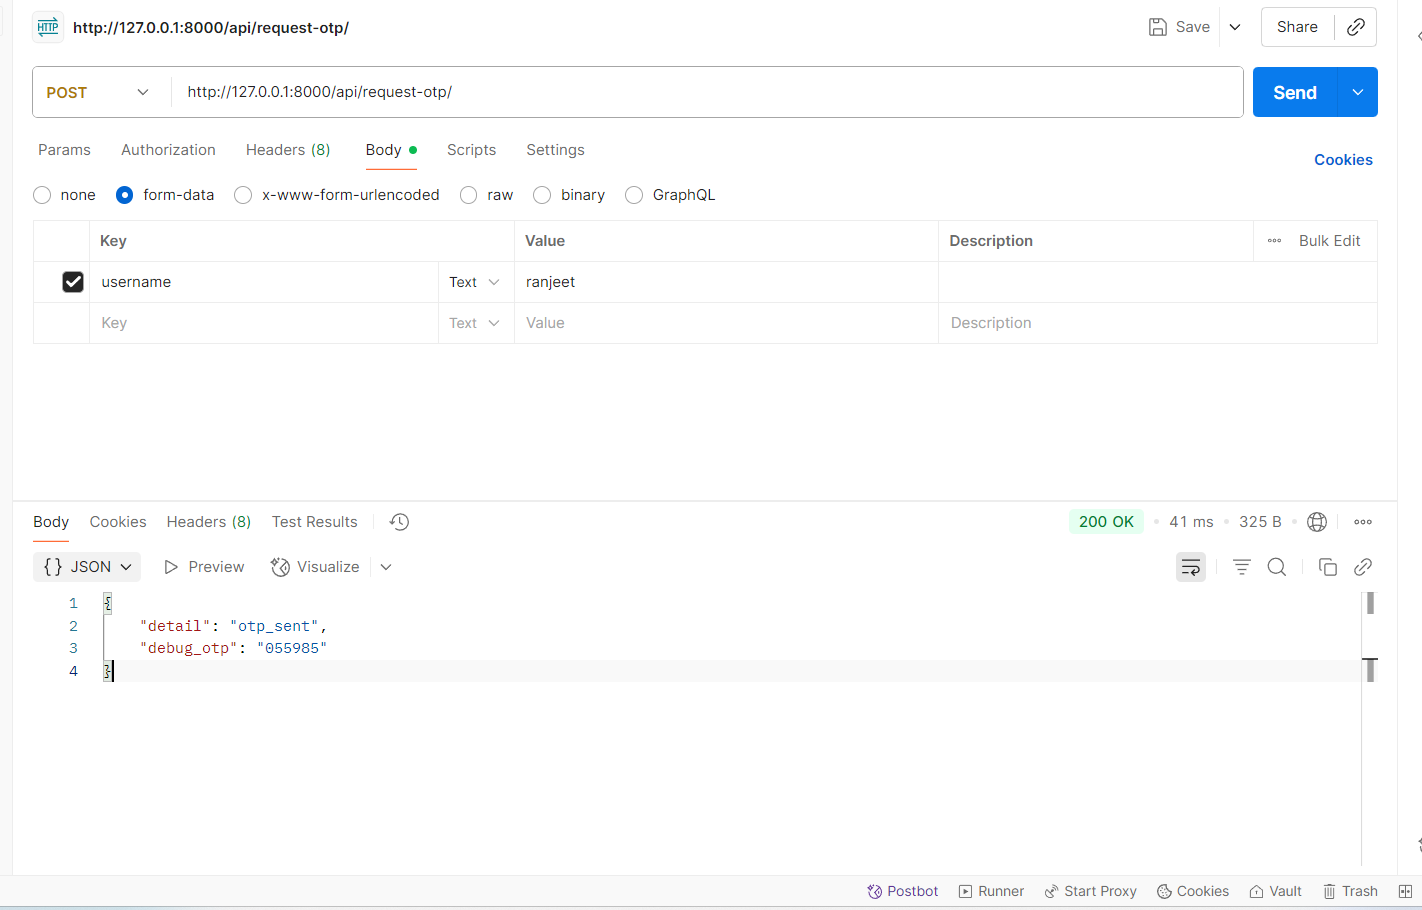 HTTP http://127.0.0.1:8000/api/request-otp/ Save Share
POST http://127.0.0.1:8000/api/request-otp/ Send
Params Authorization Headers (8) Body Scripts Settings Cookies
none form-data x-www-form-urlencoded raw binary GraphQL
Key Value Description Bulk Edit
username Text ranjeet
Key Text Value Description
Body Cookies Headers (8) Test Results 200 OK 41 ms 325 B
{} JSON Preview Visualize
1 {
2 "detail": "otp_sent",
3 "debug_otp": "055985"
4 }
Postbot Runner Start Proxy Cookies Vault Trash